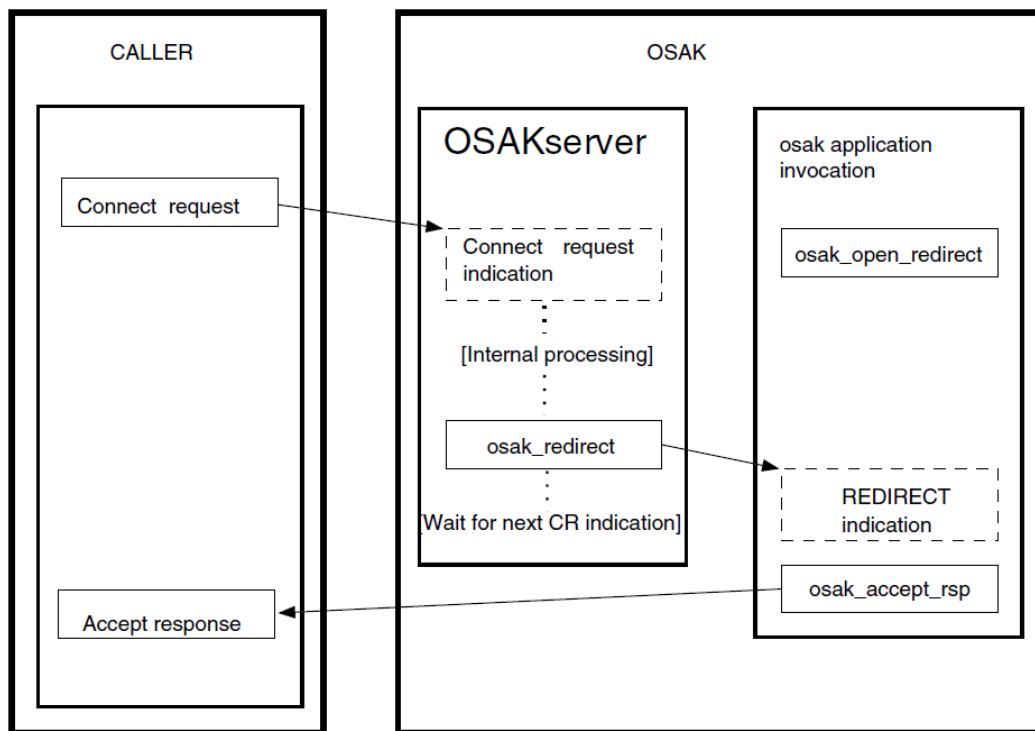 CALLER
OSAK
OSAKserver
osak application
invocation
Connect request
Connect request
indication
osak_open_redirect
[Internal processing]
osak_redirect
REDIRECT
indication
[Wait for next CR indication]
osak_accept_rsp
Accept response